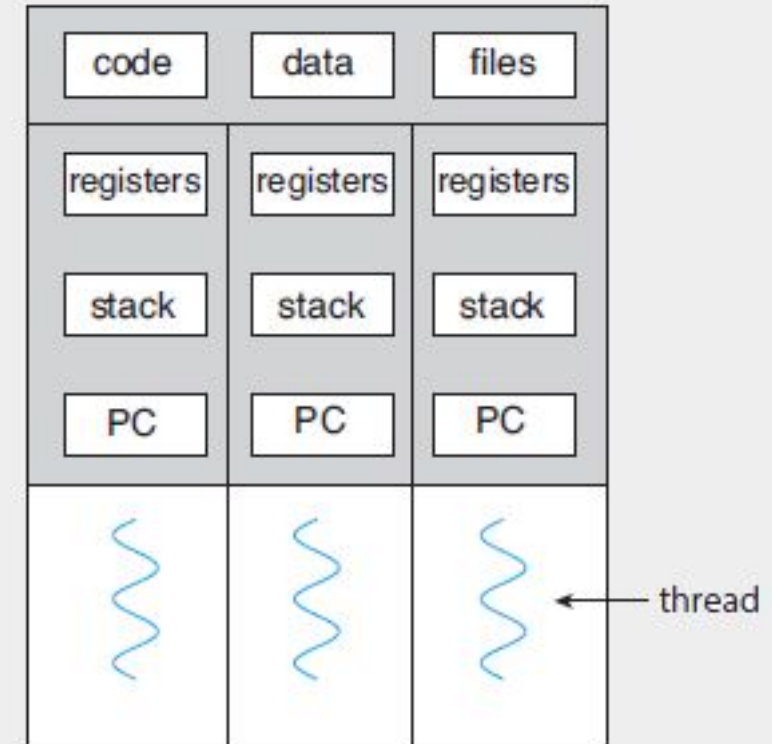 code data files
registers registers registers
stack stack stack
PC PC PC
thread